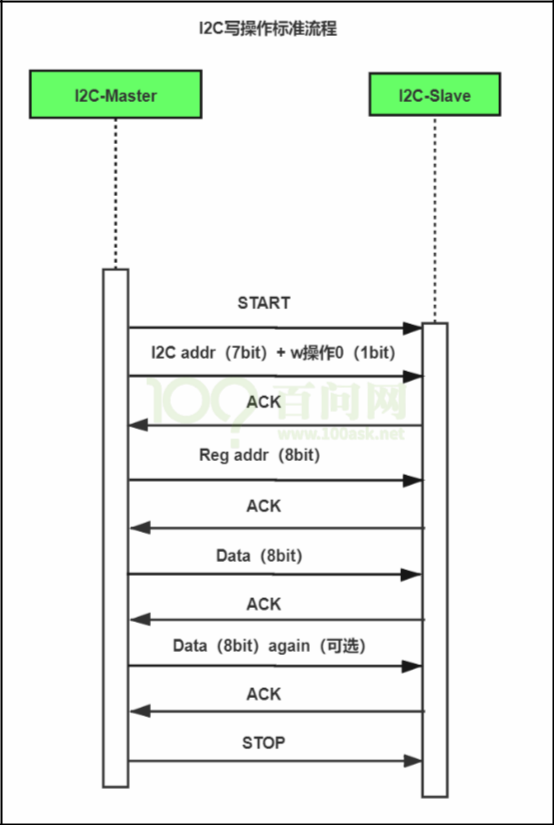 I2C写操作标准流程
I2C-Master
I2C-Slave
START
I2C addr（7bit）+ w操作0（1bit）
ACK
100?百问网
www.100ask.net
Reg addr（8bit）
ACK
Data（8bit）
ACK
Data（8bit）again（可选）
ACK
STOP